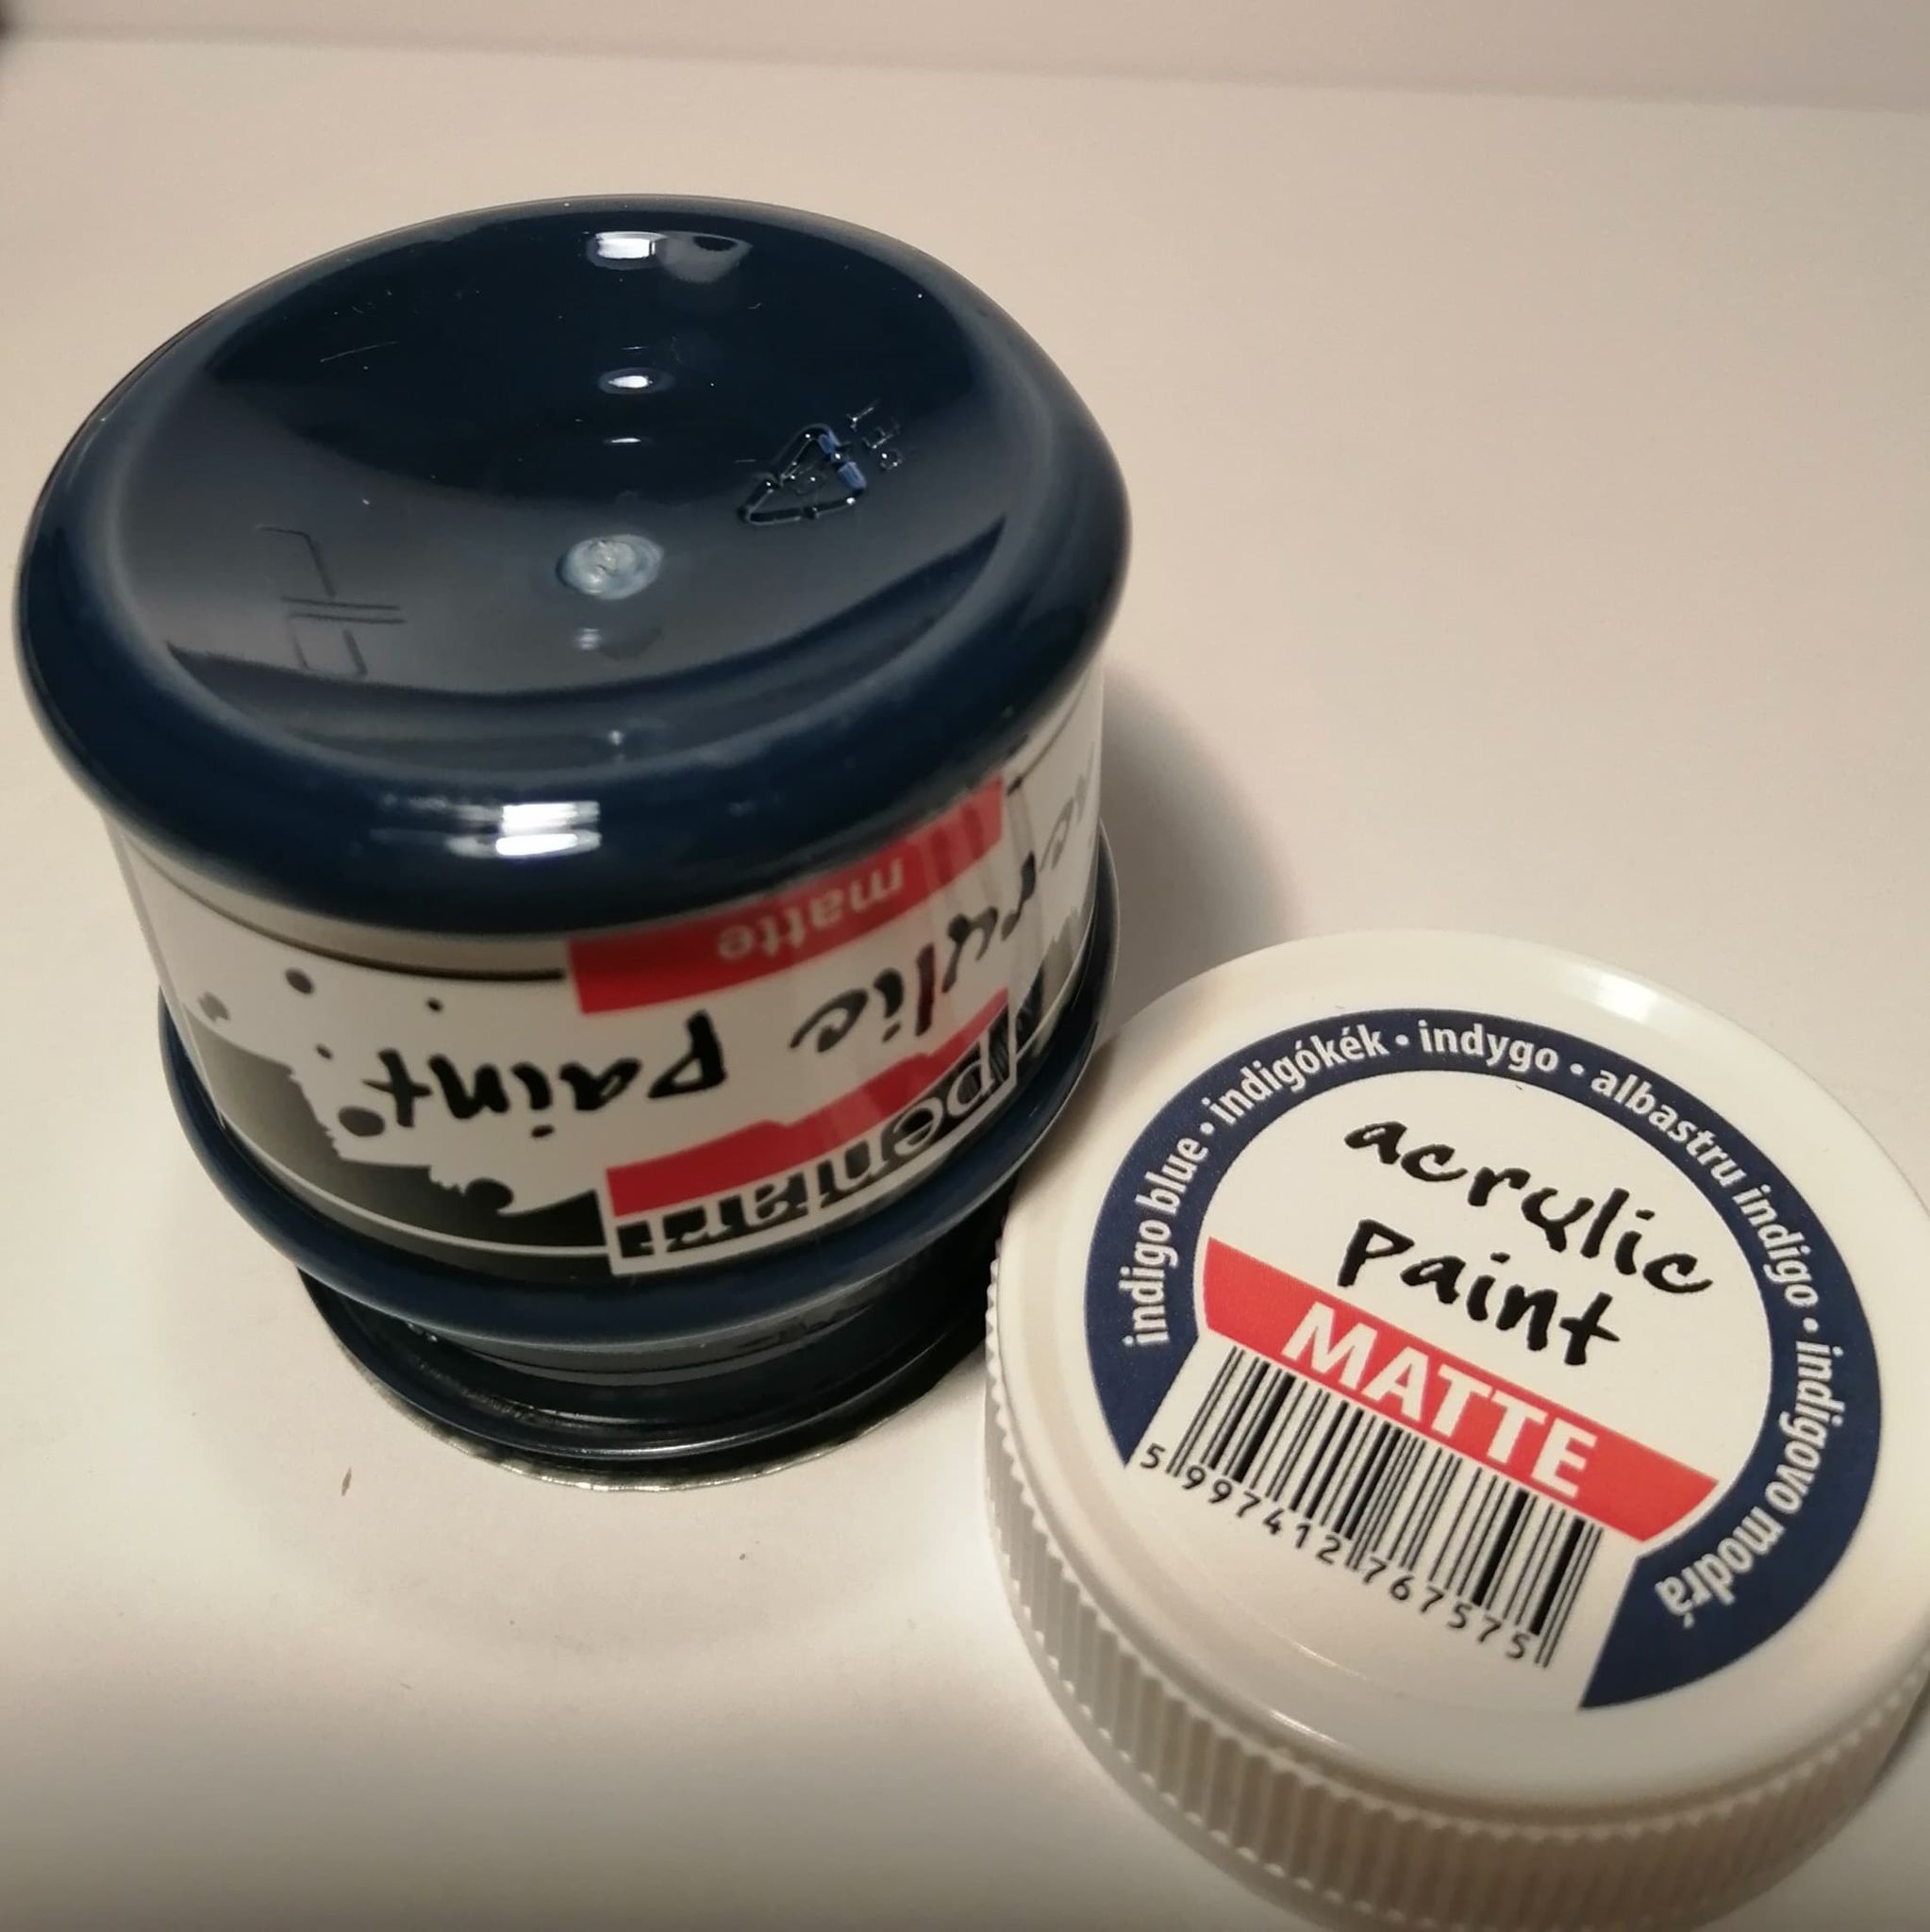 matte
acrylic paint
pentart
indigo blue • indigókék • indygo • albastru indigo • indigovo modrá
acrylic
paint
MATTE
5 997412 767575